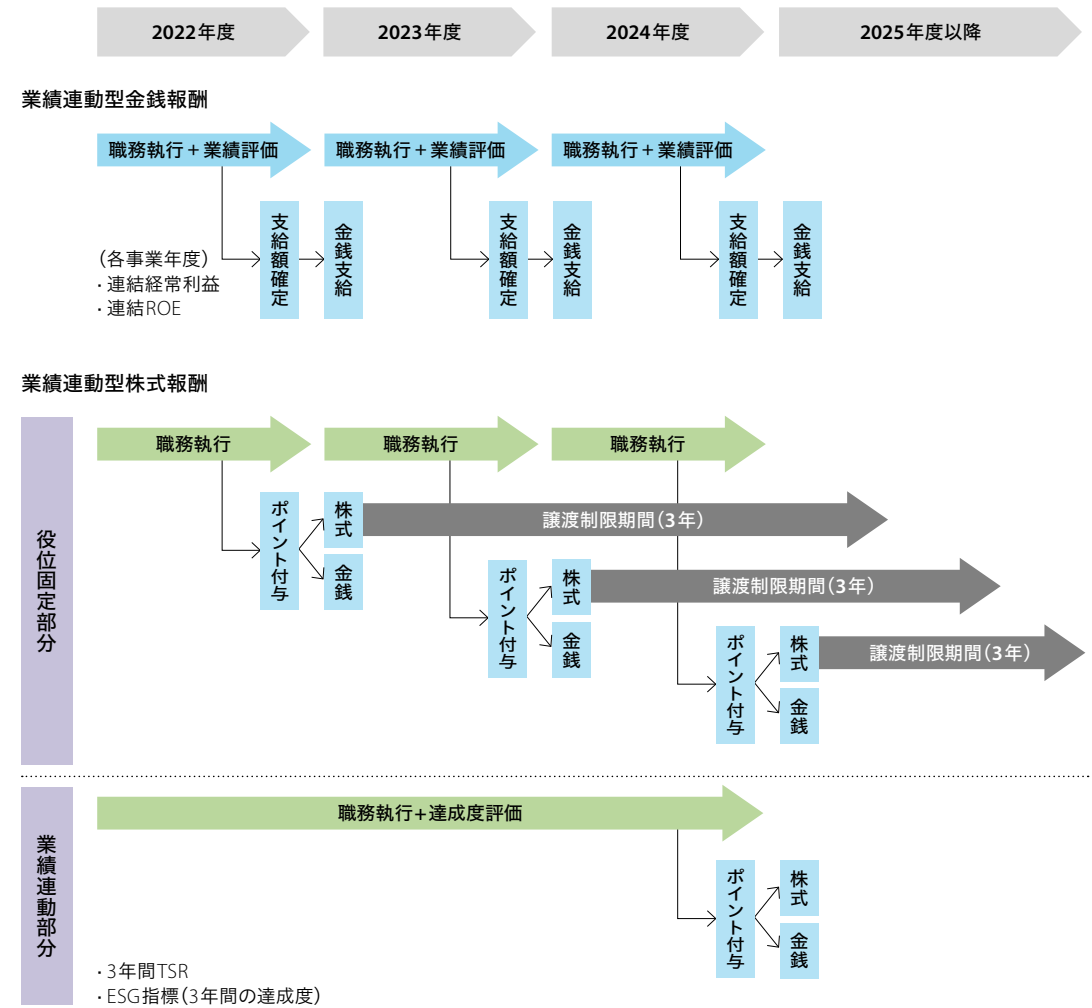 2022年度
2023年度
2024年度
2025年度以降
業績連動型金銭報酬
職務執行+業績評価
職務執行+業績評価
職務執行+業績評価
支給額確定
金銭支給
支給額確定
金銭支給
支給額確定
金銭支給
(各事業年度)
・連結経常利益
・連結ROE
業績連動型株式報酬
役位固定部分
職務執行
職務執行
職務執行
ポイント付与
株式
金銭
譲渡制限期間(3年)
ポイント付与
株式
金銭
譲渡制限期間(3年)
ポイント付与
株式
金銭
譲渡制限期間(3年)
業績連動部分
職務執行+達成度評価
ポイント付与
株式
金銭
・3年間TSR
・ESG指標(3年間の達成度)